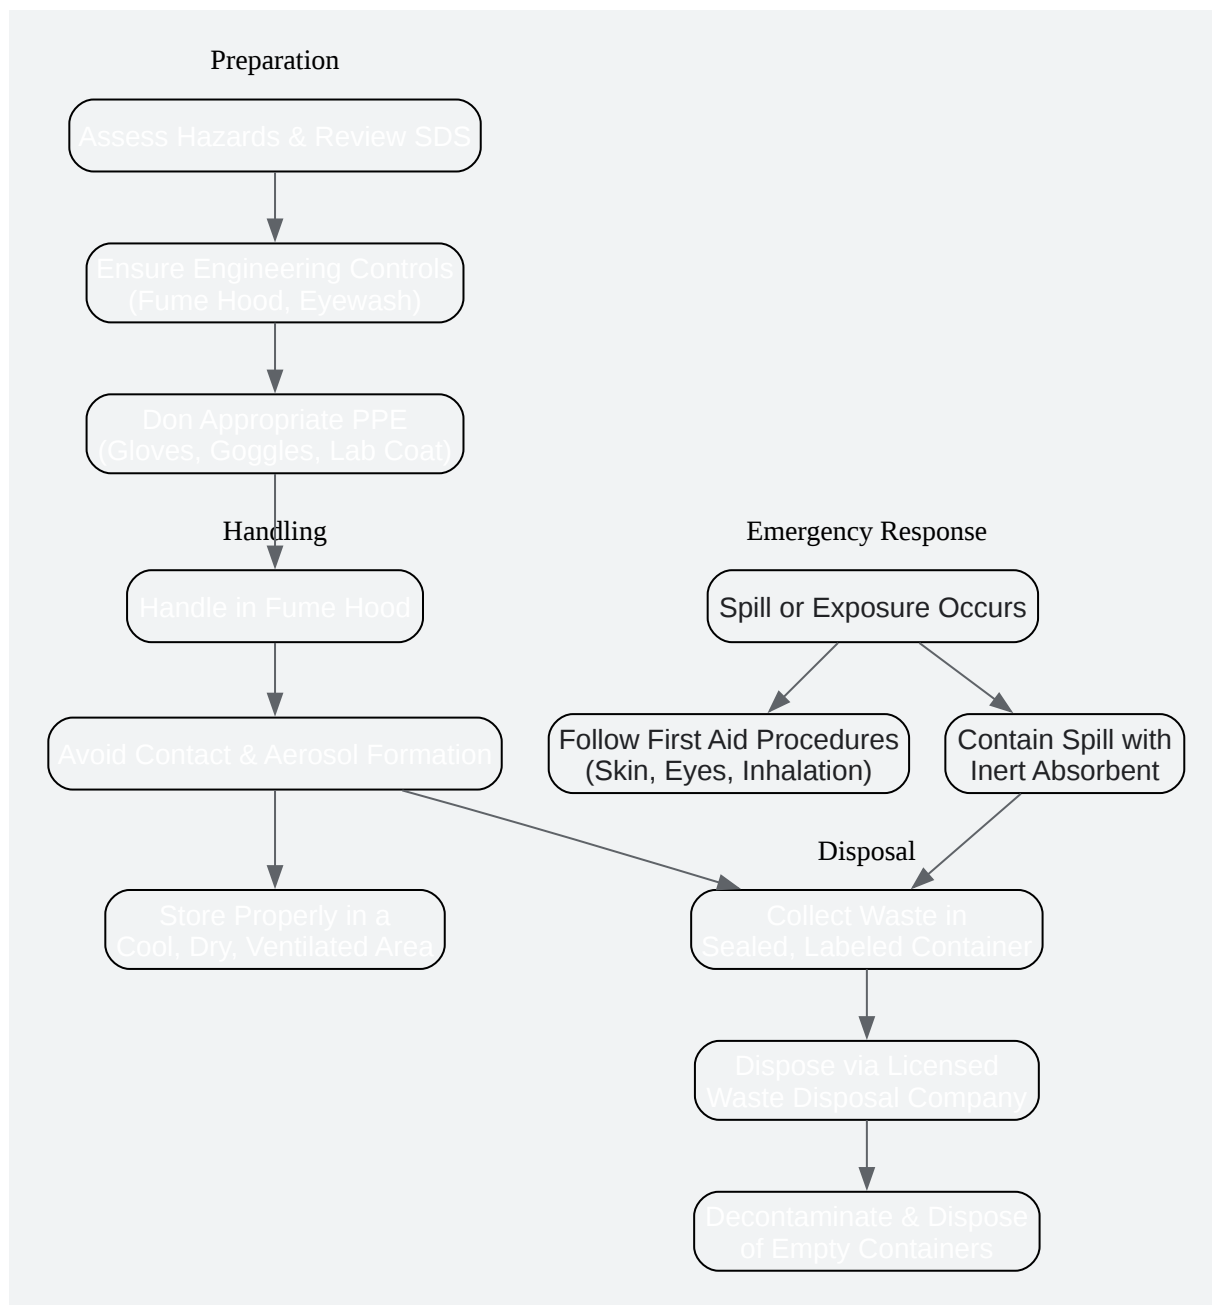 Preparation
Assess Hazards & Review SDS
Ensure Engineering Controls
(Fume Hood, Eyewash)
Don Appropriate PPE
(Gloves, Goggles, Lab Coat)
Handling
Handle in Fume Hood
Avoid Contact & Aerosol Formation
Store Properly in a
Cool, Dry, Ventilated Area
Emergency Response
Spill or Exposure Occurs
Follow First Aid Procedures
(Skin, Eyes, Inhalation)
Contain Spill with
Inert Absorbent
Disposal
Collect Waste in
Sealed, Labeled Container
Dispose via Licensed
Waste Disposal Company
Decontaminate & Dispose
of Empty Containers